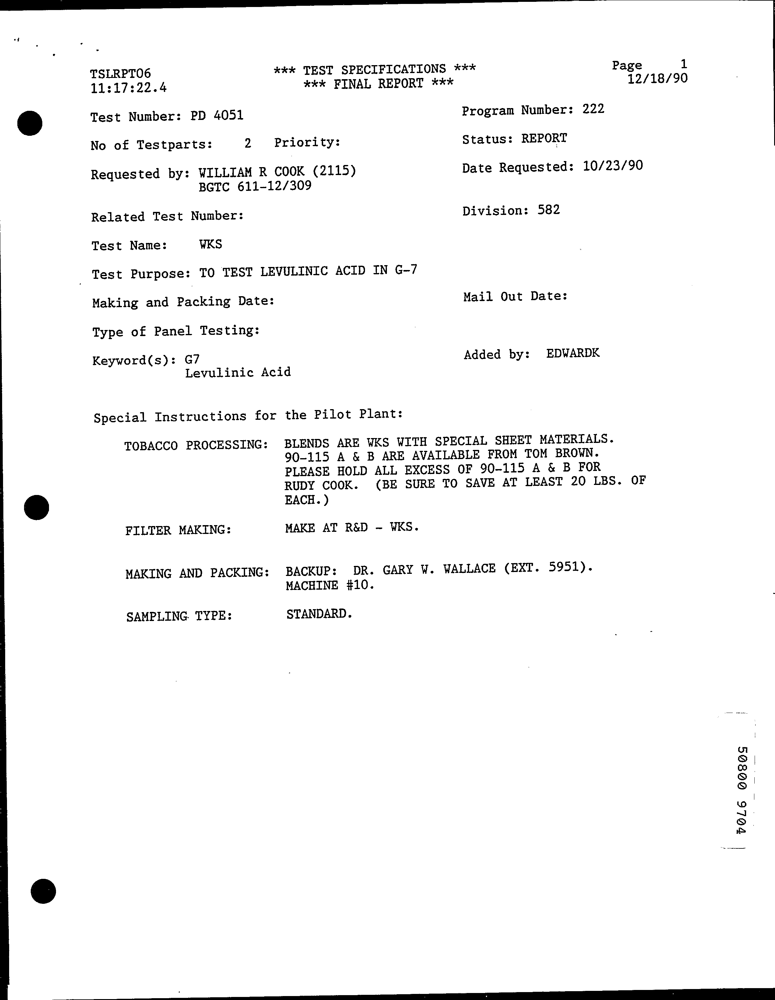 TSLRPT06 *** TEST SPECIFICATIONS *** Page 1
11:17:22.4 *** FINAL REPORT *** 12/18/90
Test Number: PD 4051 Program Number: 222
No of Testparts: 2 Priority: Status: REPORT
Requested by: WILLIAM R COOK (2115) Date Requested: 10/23/90
BGTC 611-12/309
Related Test Number: Division: 582
Test Name: WKS
Test Purpose: TO TEST LEVULINIC ACID IN G-7
Making and Packing Date: Mail Out Date:
Type of Panel Testing:
Keyword(s): G7 Added by: EDWARDK
Levulinic Acid
Special Instructions for the Pilot Plant:
TOBACCO PROCESSING: BLENDS ARE WKS WITH SPECIAL SHEET MATERIALS.
90-115 A & B ARE AVAILABLE FROM TOM BROWN.
PLEASE HOLD ALL EXCESS OF 90-115 A & B FOR
RUDY COOK. (BE SURE TO SAVE AT LEAST 20 LBS. OF
EACH.)
FILTER MAKING: MAKE AT R&D - WKS.
MAKING AND PACKING: BACKUP: DR. GARY W. WALLACE (EXT. 5951).
MACHINE #10.
SAMPLING TYPE: STANDARD.
50800 9704